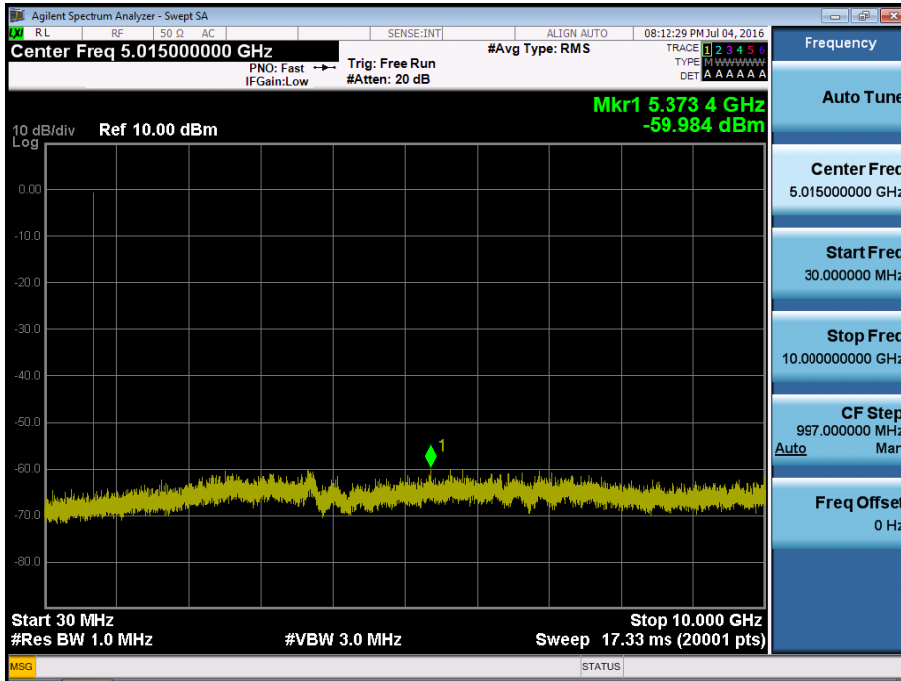 Agilent Spectrum Analyzer - Swept SA
LXI RL RF 50 Ω AC SENSE:INT ALIGN AUTO 08:12:29 PM Jul 04, 2016
Center Freq 5.015000000 GHz
#Avg Type: RMS
TRACE 1 2 3 4 5 6
PNO: Fast Trig: Free Run
TYPE M WWWWW
IFGain:Low #Atten: 20 dB
DET A A A A A A
Mkr1 5.373 4 GHz
-59.984 dBm
10 dB/div Ref 10.00 dBm
Log
0.00
-10.0
-20.0
-30.0
-40.0
-50.0
1
-60.0
-70.0
-80.0
Start 30 MHz Stop 10.000 GHz
#Res BW 1.0 MHz #VBW 3.0 MHz Sweep 17.33 ms (20001 pts)
MSG STATUS
Frequency
Auto Tune
Center Freq
5.015000000 GHz
Start Freq
30.000000 MHz
Stop Freq
10.000000000 GHz
CF Step
997.000000 MHz
Auto Man
Freq Offset
0 Hz